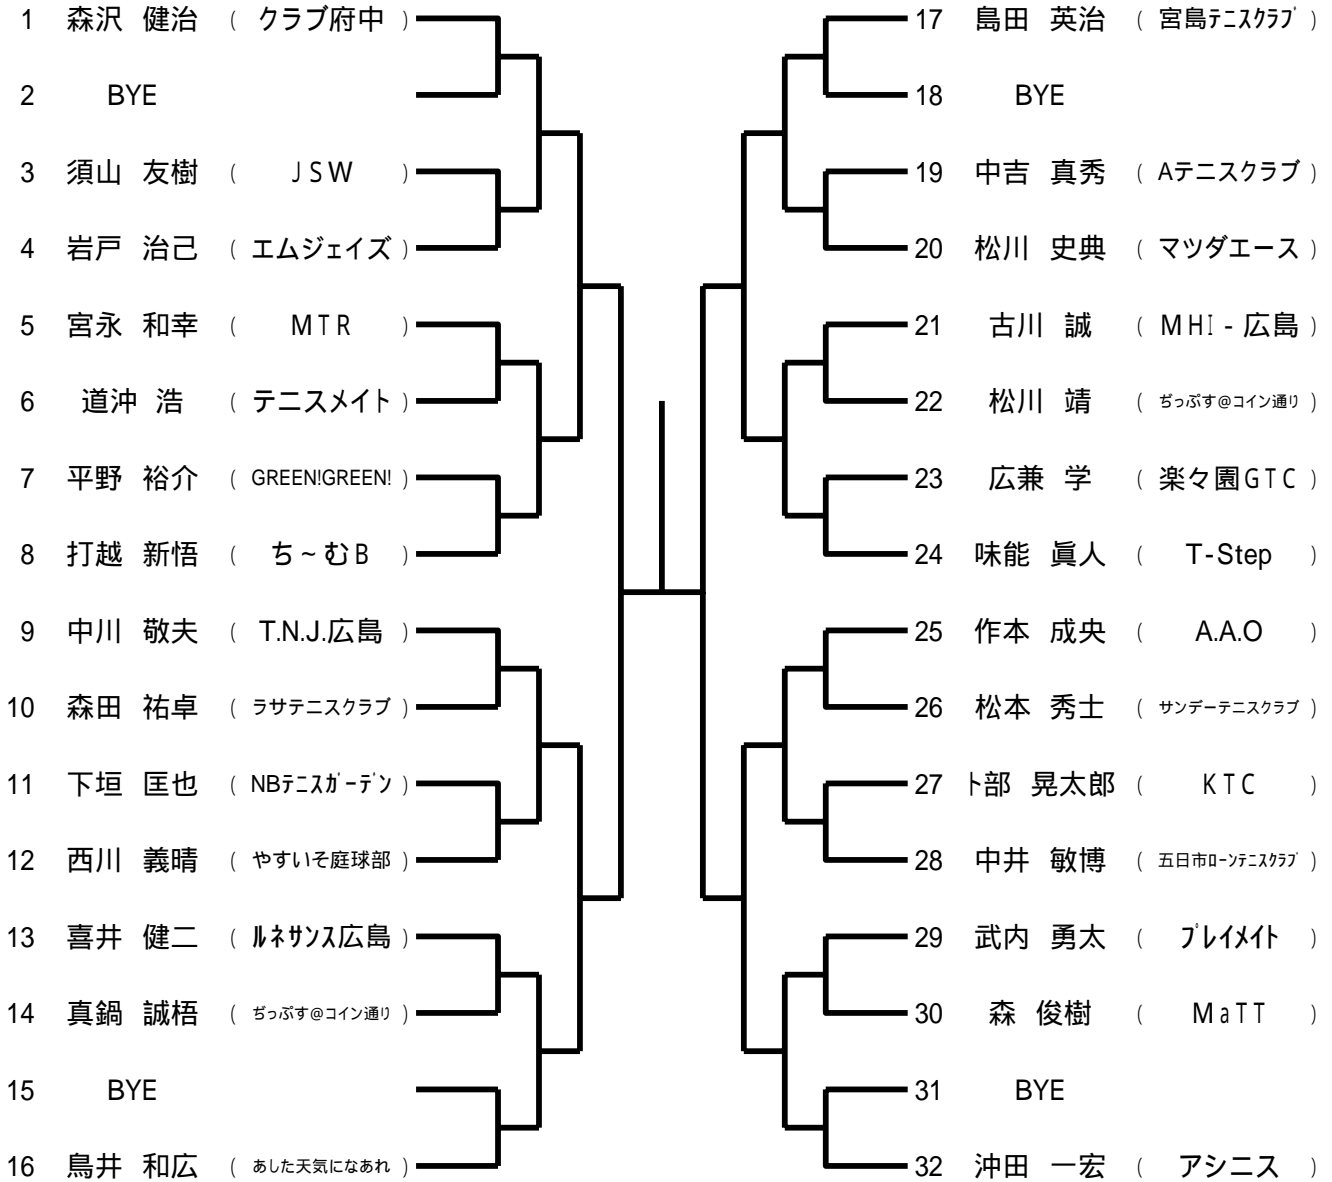 1 森沢 健治 ( クラブ府中 )
2 BYE
3 須山 友樹 ( JSW )
4 岩戸 治己 ( エムジェイズ )
5 宮永 和幸 ( MTR )
6 道沖 浩 ( テニスメイト )
7 平野 裕介 ( GREEN!GREEN! )
8 打越 新悟 ( ち～むB )
9 中川 敬夫 ( T.N.J.広島 )
10 森田 祐卓 ( ラサテニスクラブ )
11 下垣 匡也 ( NBﾃﾆｽｶﾞｰﾃﾞﾝ )
12 西川 義晴 ( やすいそ庭球部 )
13 喜井 健二 ( ﾙﾈｻﾝｽ広島 )
14 真鍋 誠梧 ( ぢっぷす@コイン通り )
15 BYE
16 鳥井 和広 ( あした天気になあれ )
17 島田 英治 ( 宮島ﾃﾆｽｸﾗﾌﾞ )
18 BYE
19 中吉 真秀 ( Aテニスクラブ )
20 松川 史典 ( マツダエース )
21 古川 誠 ( MHI-広島 )
22 松川 靖 ( ぢっぷす@コイン通り )
23 広兼 学 ( 楽々園GTC )
24 味能 眞人 ( T-Step )
25 作本 成央 ( A.A.O )
26 松本 秀士 ( サンデーテニスクラブ )
27 卜部 晃太郎 ( KTC )
28 中井 敏博 ( 五日市ﾛｰﾝﾃﾆｽｸﾗﾌﾞ )
29 武内 勇太 ( ﾌﾟﾚｲﾒｲﾄ )
30 森 俊樹 ( MaTT )
31 BYE
32 沖田 一宏 ( アシニス )